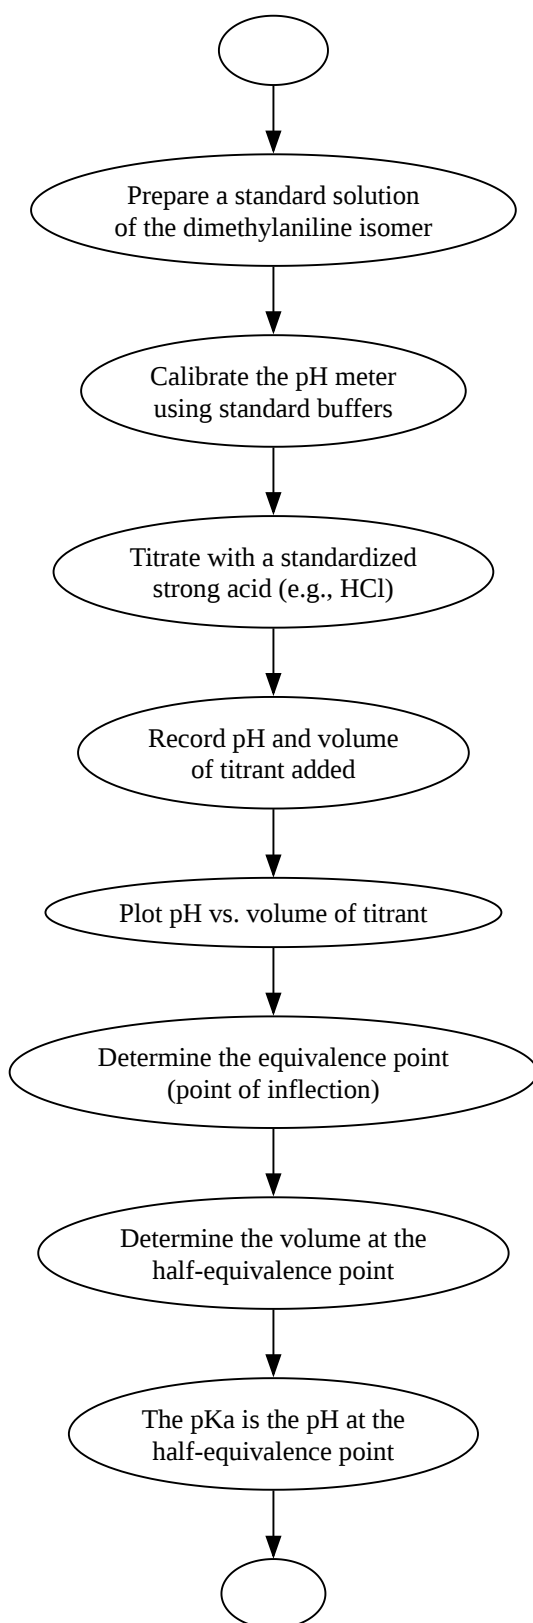 Prepare a standard solution
of the dimethylaniline isomer
Calibrate the pH meter
using standard buffers
Titrate with a standardized
strong acid (e.g., HCl)
Record pH and volume
of titrant added
Plot pH vs. volume of titrant
Determine the equivalence point
(point of inflection)
Determine the volume at the
half-equivalence point
The pKa is the pH at the
half-equivalence point